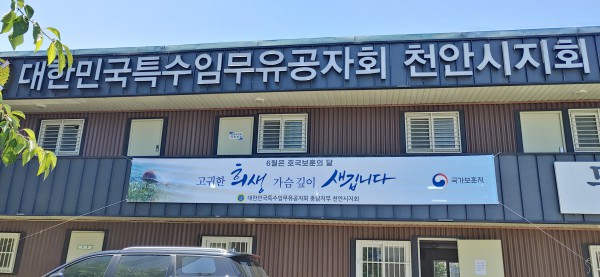 대한민국특수임무유공자회 천안시지회
6월은 호국보훈의 달
고귀한 희생 가슴 깊이 새깁니다
국가보훈처
대한민국특수임무유공자회 충남지부 천안시지회